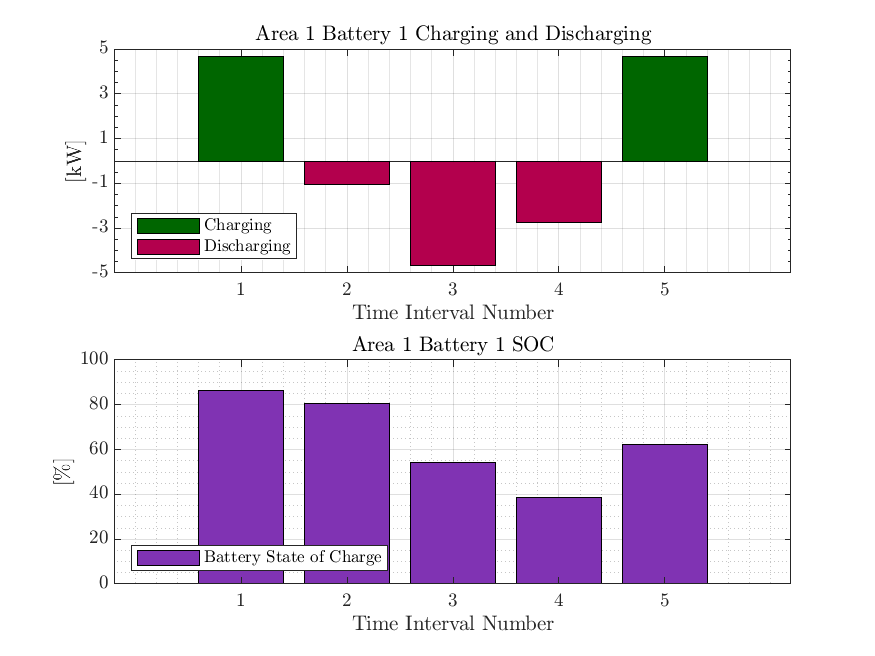 Area 1 Battery 1 Charging and Discharging
5
3
1
-1
-3
-5
[kW]
Charging
Discharging
1 2 3 4 5
Time Interval Number
Area 1 Battery 1 SOC
100
80
60
40
20
0
[%]
Battery State of Charge
1 2 3 4 5
Time Interval Number